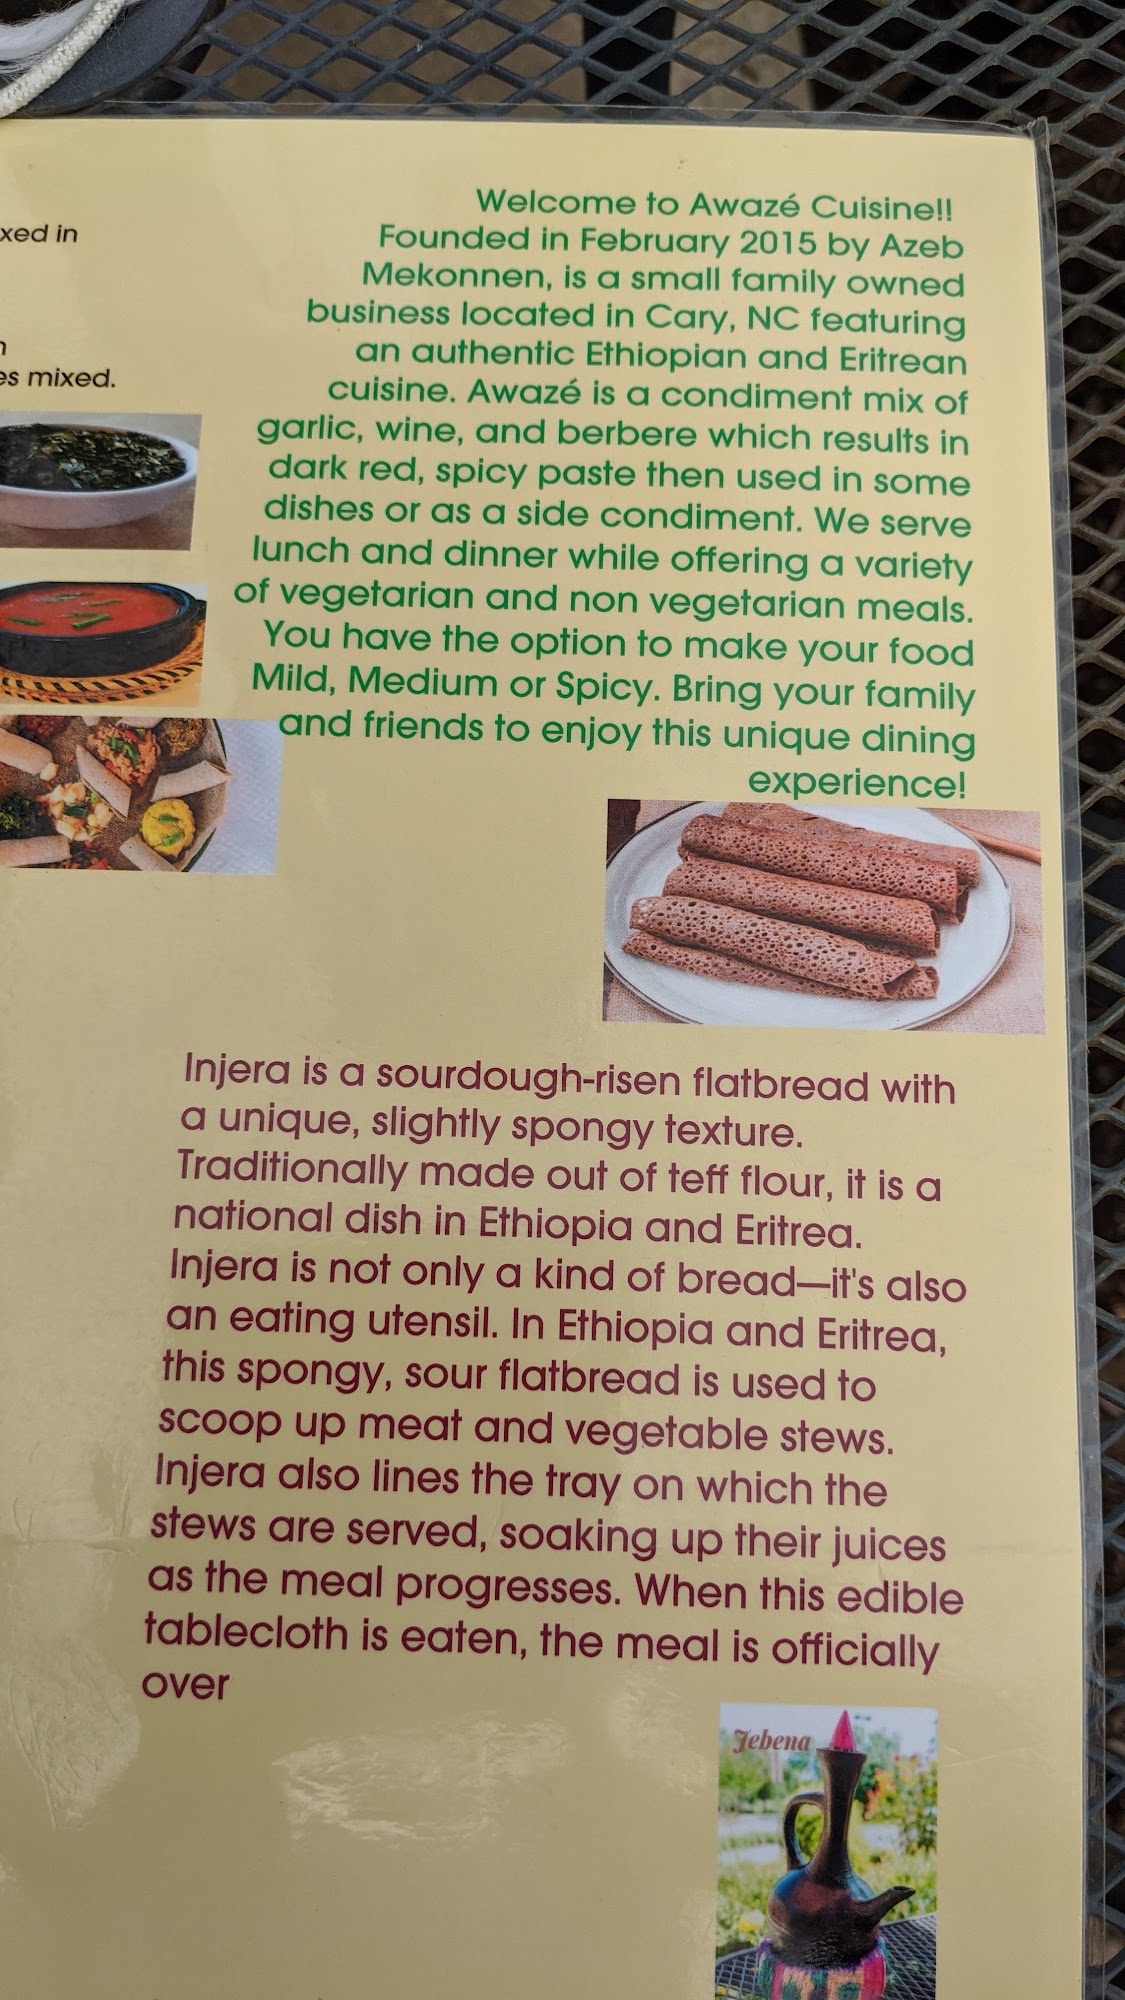 xed in
es mixed.
Welcome to Awazé Cuisine!!
Founded in February 2015 by Azeb
Mekonnen, is a small family owned
business located in Cary, NC featuring
an authentic Ethiopian and Eritrean
cuisine. Awazé is a condiment mix of
garlic, wine, and berbere which results in
dark red, spicy paste then used in some
dishes or as a side condiment. We serve
lunch and dinner while offering a variety
of vegetarian and non vegetarian meals.
You have the option to make your food
Mild, Medium or Spicy. Bring your family
and friends to enjoy this unique dining
experience!
Injera is a sourdough-risen flatbread with
a unique, slightly spongy texture.
Traditionally made out of teff flour, it is a
national dish in Ethiopia and Eritrea.
Injera is not only a kind of bread—it's also
an eating utensil. In Ethiopia and Eritrea,
this spongy, sour flatbread is used to
scoop up meat and vegetable stews.
Injera also lines the tray on which the
stews are served, soaking up their juices
as the meal progresses. When this edible
tablecloth is eaten, the meal is officially
over
Jebena